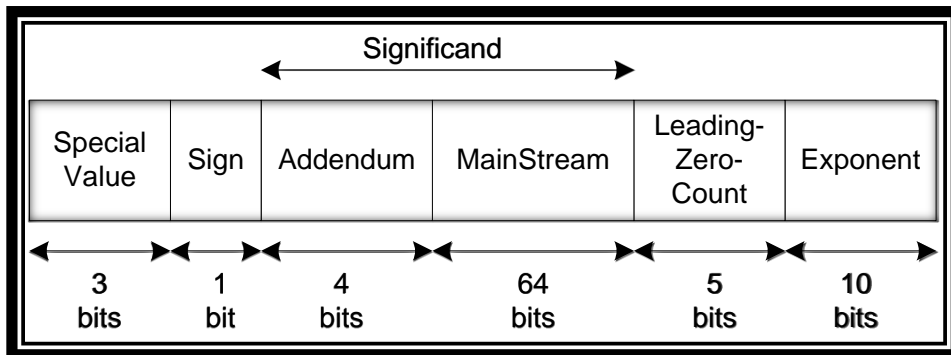 Significand
Special
Value
Sign
Addendum
MainStream
Leading-
Zero-
Count
Exponent
3
bits
1
bit
4
bits
64
bits
5
bits
10
bits